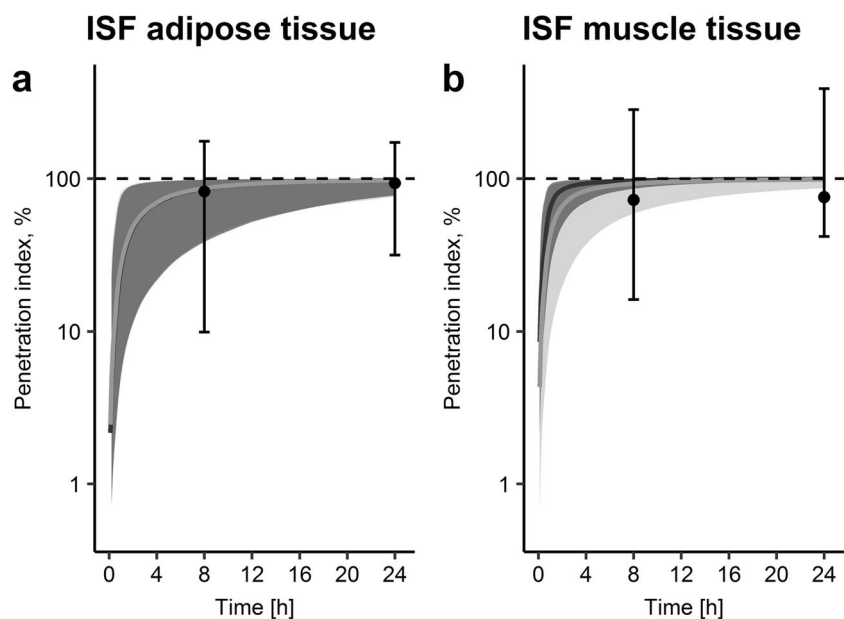 ISF adipose tissue
ISF muscle tissue
a
b
Penetration index, %
100
10
1
0 4 8 12 16 20 24
Time [h]
Penetration index, %
100
10
1
0 4 8 12 16 20 24
Time [h]